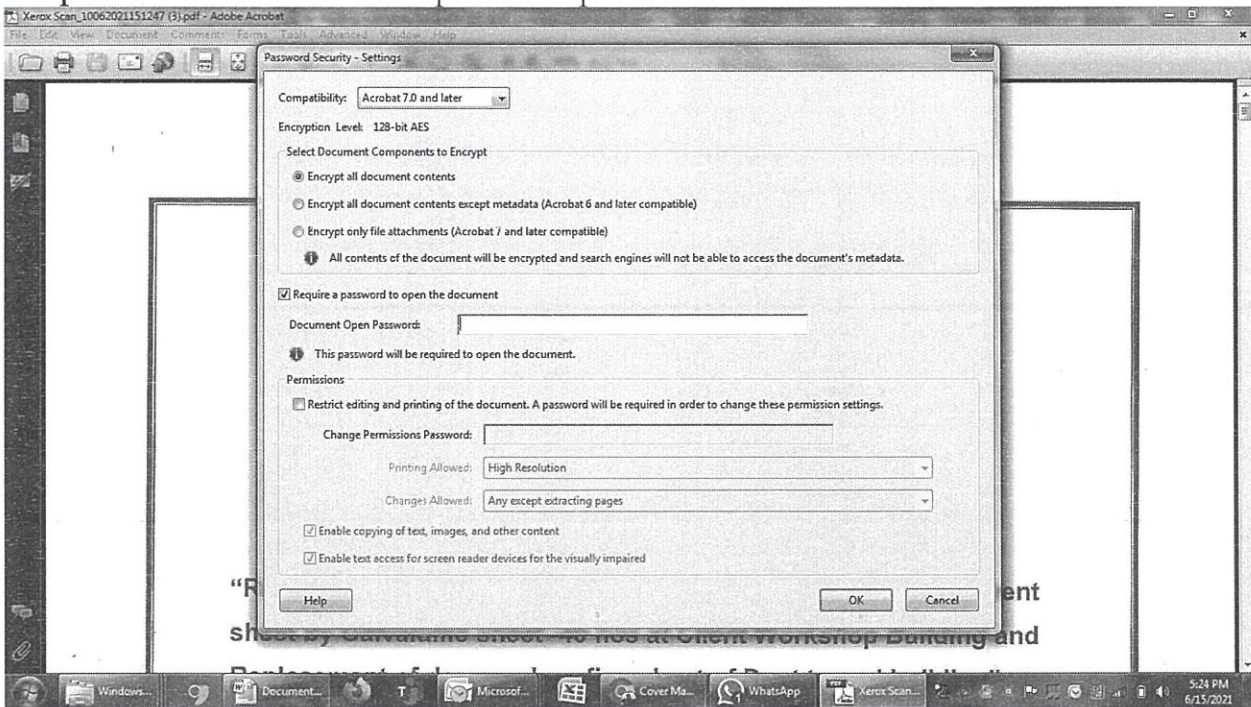 Xerox Scan_10062021151247 (3).pdf - Adobe Acrobat
File Edit View Document Comments Forms Tools Advanced Window Help
Password Security - Settings
Compatibility: Acrobat 7.0 and later
Encryption Level: 128-bit AES
Select Document Components to Encrypt
Encrypt all document contents
Encrypt all document contents except metadata (Acrobat 6 and later compatible)
Encrypt only file attachments (Acrobat 7 and later compatible)
All contents of the document will be encrypted and search engines will not be able to access the document's metadata.
Require a password to open the document
Document Open Password:
This password will be required to open the document.
Permissions
Restrict editing and printing of the document. A password will be required in order to change these permission settings.
Change Permissions Password:
Printing Allowed: High Resolution
Changes Allowed: Any except extracting pages
Enable copying of text, images, and other content
Enable text access for screen reader devices for the visually impaired
Help OK Cancel
"R ent
sheet by Galvalume sheet 40 nos at Client Workshop Building and
Windows... Document... Microsof... Cover Ma... WhatsApp Xerox Scan... 5:24 PM
6/15/2021